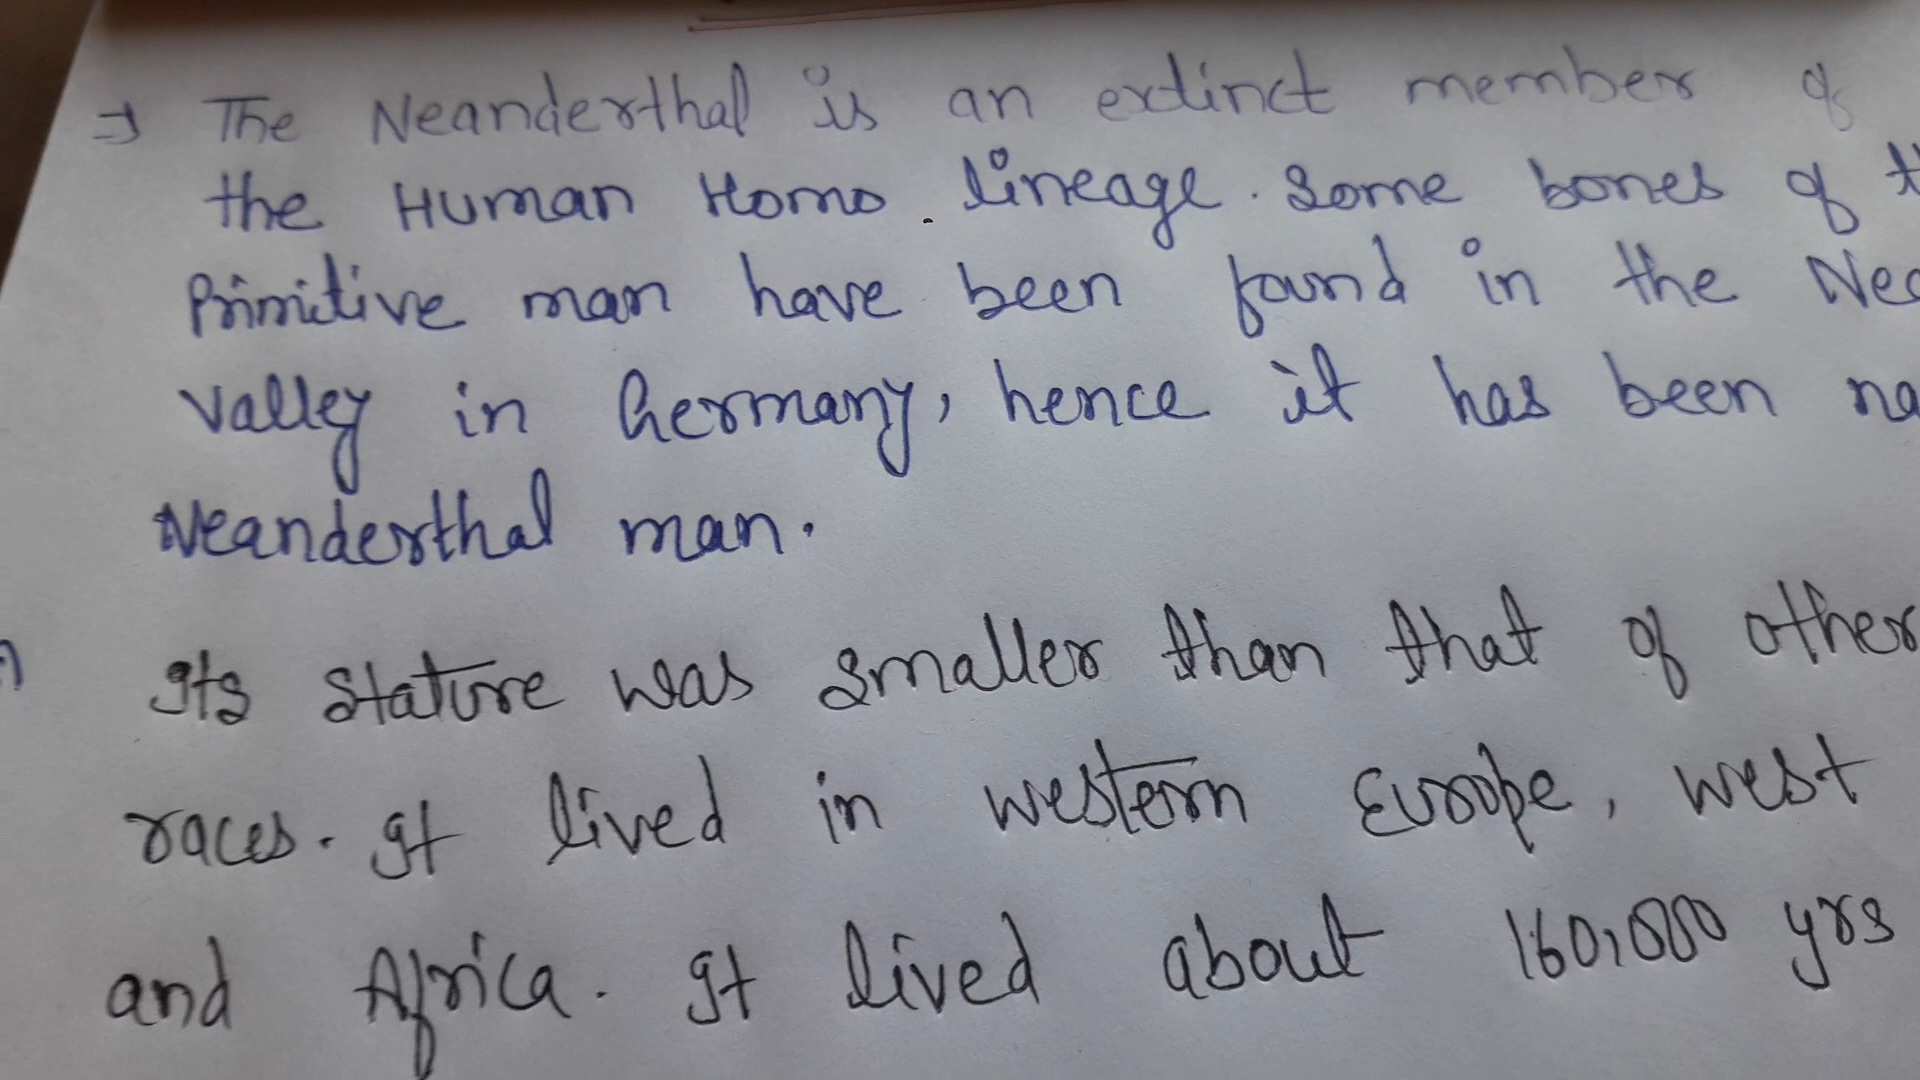 ⇒ The Neanderthal is an extinct member of
the Human Homo. lineage. Some bones of
Primitive man have been found in the
valley in Germany, hence it has been
Neanderthal man.
Its stature was smaller than that of other
races. It lived in western Europe, west
and Africa. It lived about 160,000 yrs